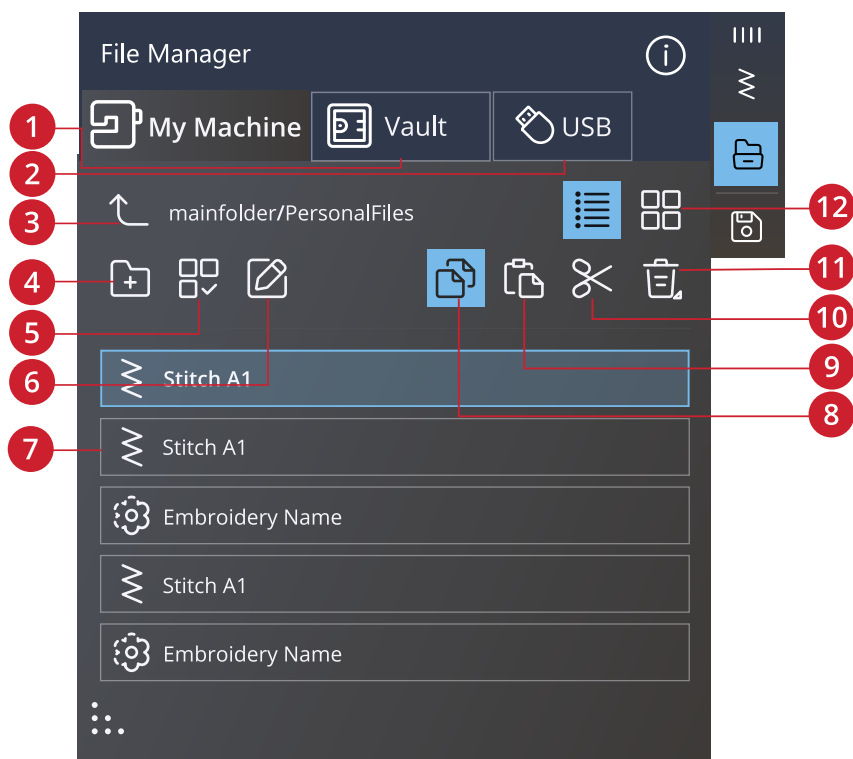 File Manager
1
My Machine
Vault
USB
2
3
mainfolder/PersonalFiles
12
4
11
5
10
6
Stitch A1
9
8
7
Stitch A1
Embroidery Name
Stitch A1
Embroidery Name